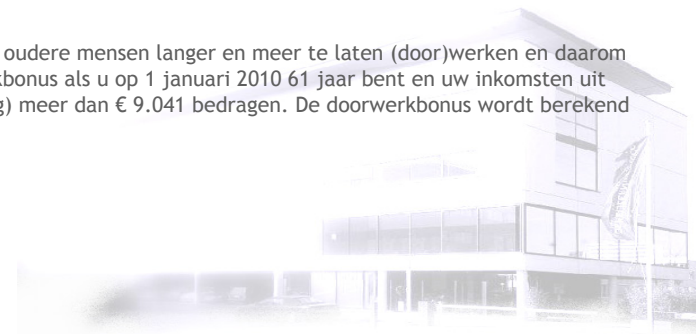 oudere mensen langer en meer te laten (door)werken en daarom
kbonus als u op 1 januari 2010 61 jaar bent en uw inkomsten uit
g) meer dan € 9.041 bedragen. De doorwerkbonus wordt berekend